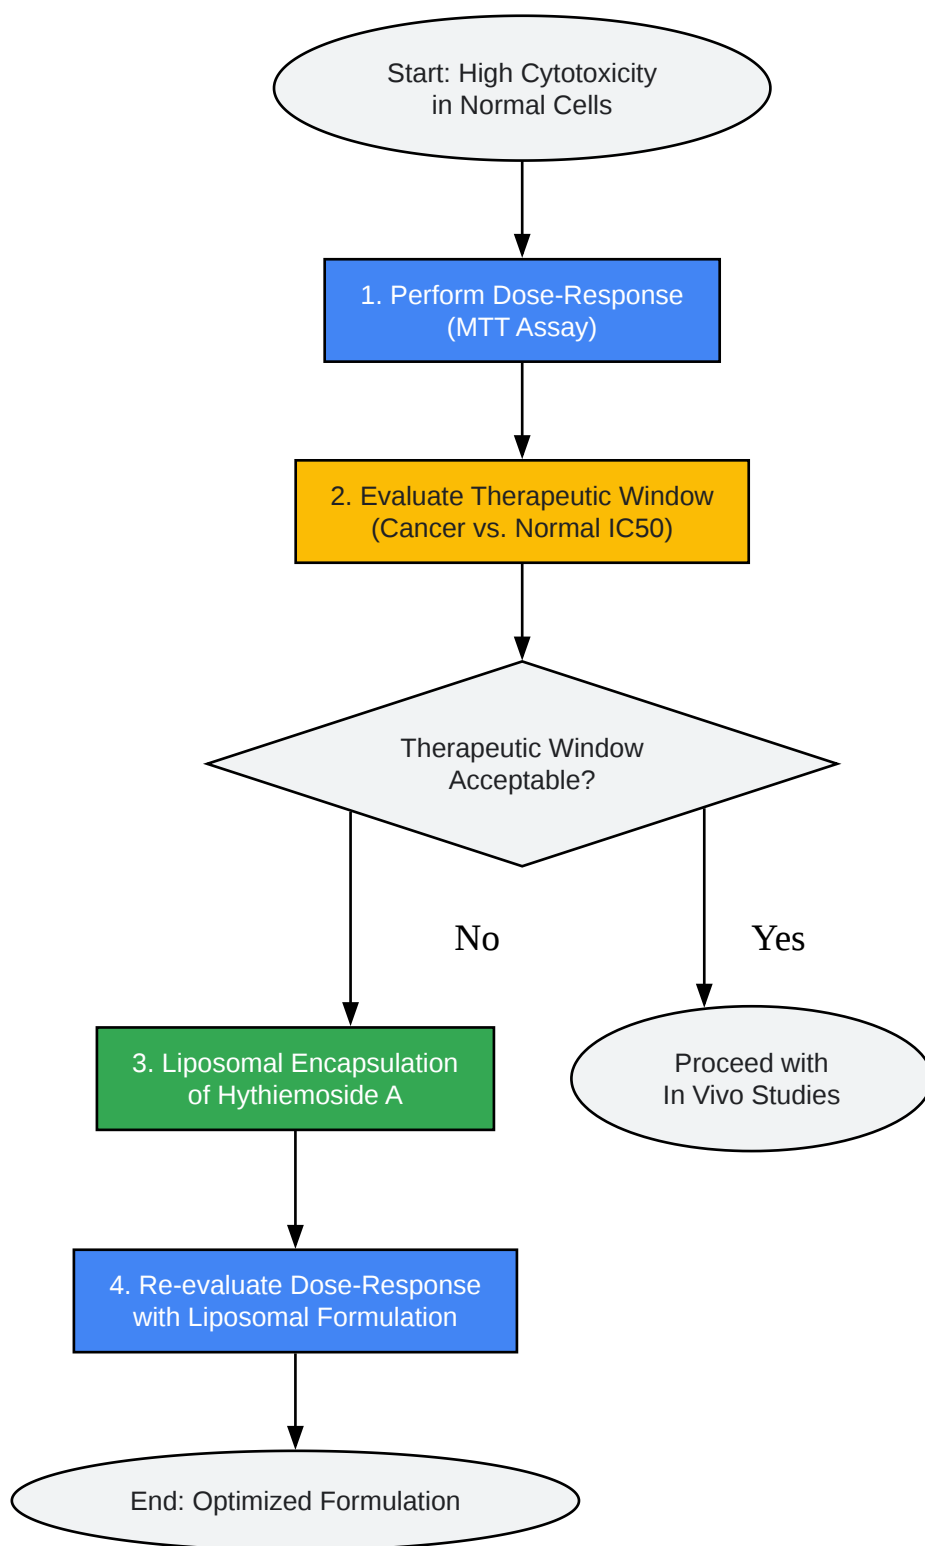 Start: High Cytotoxicity
in Normal Cells
1. Perform Dose-Response
(MTT Assay)
2. Evaluate Therapeutic Window
(Cancer vs. Normal IC50)
Therapeutic Window
Acceptable?
No
Yes
3. Liposomal Encapsulation
of Hythiemoside A
Proceed with
In Vivo Studies
4. Re-evaluate Dose-Response
with Liposomal Formulation
End: Optimized Formulation